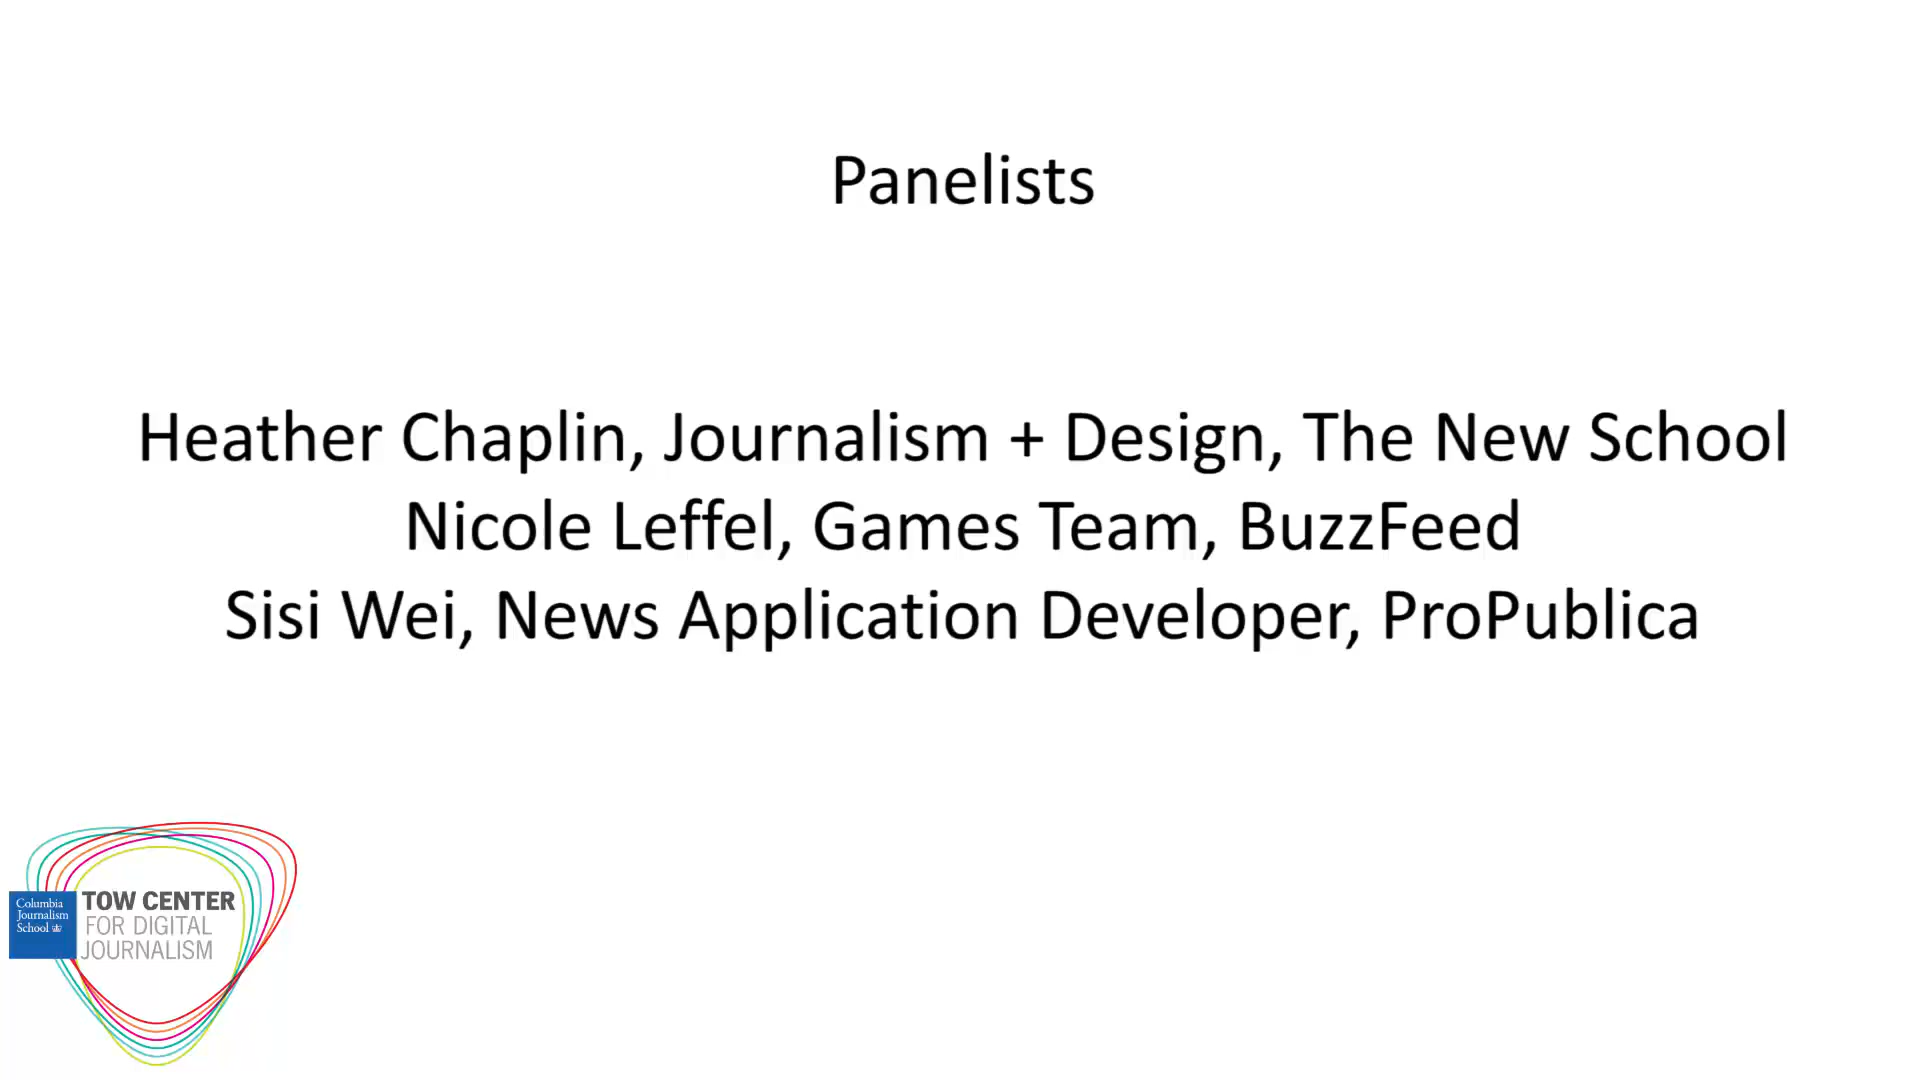 Panelists
Heather Chaplin, Journalism + Design, The New School
Nicole Leffel, Games Team, BuzzFeed
Sisi Wei, News Application Developer, ProPublica
Columbia
Journalism
School
TOW CENTER
FOR DIGITAL
JOURNALISM